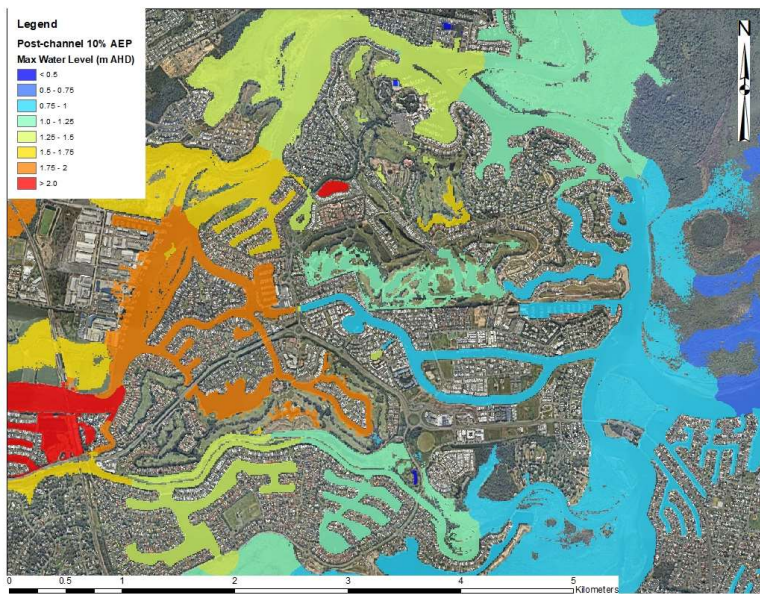 Legend
Post-channel 10% AEP
Max Water Level (m AHD)
< 0.5
0.5 - 0.75
0.75 - 1
1.0 - 1.25
1.25 - 1.5
1.5 - 1.75
1.75 - 2
> 2.0
N
0 0.5 1 2 3 4 5
Kilometers